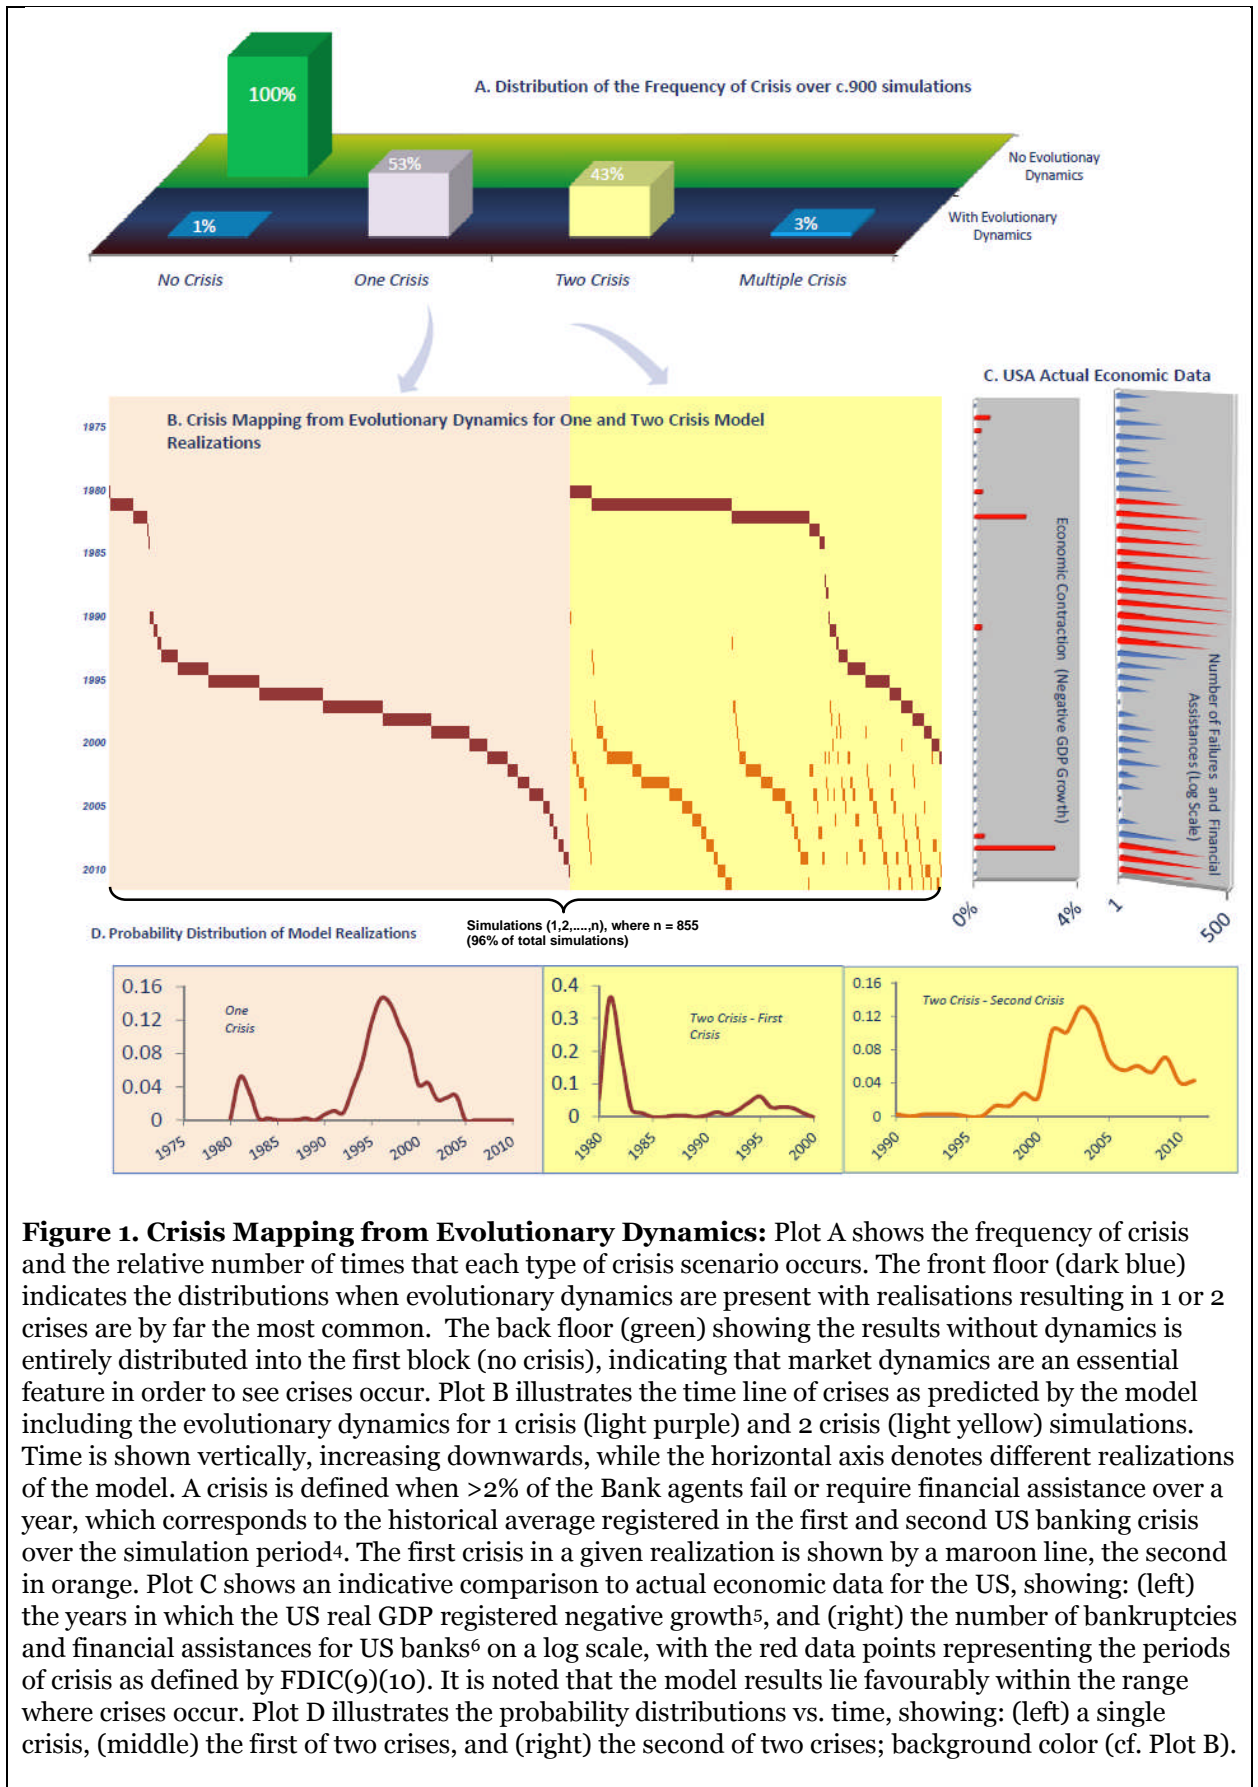 A. Distribution of the Frequency of Crisis over c.900 simulations
100%
53%
43%
1%
3%
No Evolutionay
Dynamics
With Evolutionary
Dynamics
No Crisis
One Crisis
Two Crisis
Multiple Crisis
C. USA Actual Economic Data
B. Crisis Mapping from Evolutionary Dynamics for One and Two Crisis Model
Realizations
1975
1980
1985
1990
1995
2000
2005
2010
Economic Contraction (Negative GDP Growth)
Number of Failures and Financial
Assistances (Log Scale)
0%
4%
1
500
Simulations (1,2,....,n), where n = 855
(96% of total simulations)
D. Probability Distribution of Model Realizations
0.16
0.12
0.08
0.04
0
One
Crisis
1975
1980
1985
1990
1995
2000
2005
2010
0.4
0.3
0.2
0.1
0
Two Crisis - First
Crisis
1980
1985
1990
1995
2000
0.16
0.12
0.08
0.04
0
Two Crisis - Second Crisis
1990
1995
2000
2005
2010
Figure 1. Crisis Mapping from Evolutionary Dynamics: Plot A shows the frequency of crisis
and the relative number of times that each type of crisis scenario occurs. The front floor (dark blue)
indicates the distributions when evolutionary dynamics are present with realisations resulting in 1 or 2
crises are by far the most common. The back floor (green) showing the results without dynamics is
entirely distributed into the first block (no crisis), indicating that market dynamics are an essential
feature in order to see crises occur. Plot B illustrates the time line of crises as predicted by the model
including the evolutionary dynamics for 1 crisis (light purple) and 2 crisis (light yellow) simulations.
Time is shown vertically, increasing downwards, while the horizontal axis denotes different realizations
of the model. A crisis is defined when >2% of the Bank agents fail or require financial assistance over a
year, which corresponds to the historical average registered in the first and second US banking crisis
over the simulation period4. The first crisis in a given realization is shown by a maroon line, the second
in orange. Plot C shows an indicative comparison to actual economic data for the US, showing: (left)
the years in which the US real GDP registered negative growth5, and (right) the number of bankruptcies
and financial assistances for US banks6 on a log scale, with the red data points representing the periods
of crisis as defined by FDIC(9)(10). It is noted that the model results lie favourably within the range
where crises occur. Plot D illustrates the probability distributions vs. time, showing: (left) a single
crisis, (middle) the first of two crises, and (right) the second of two crises; background color (cf. Plot B).